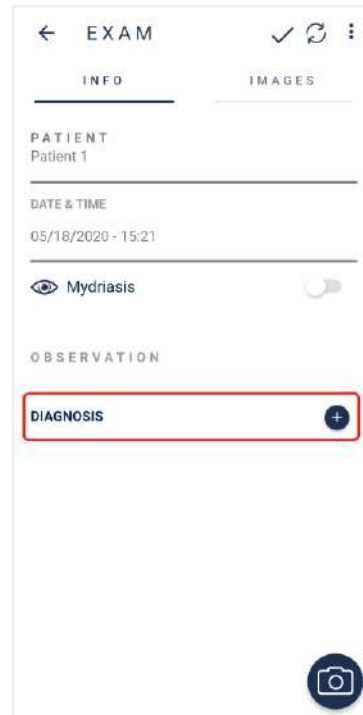 EXAM
INFO IMAGES
PATIENT
Patient 1
DATE & TIME
05/18/2020 - 15:21
Mydriasis
OBSERVATION
DIAGNOSIS